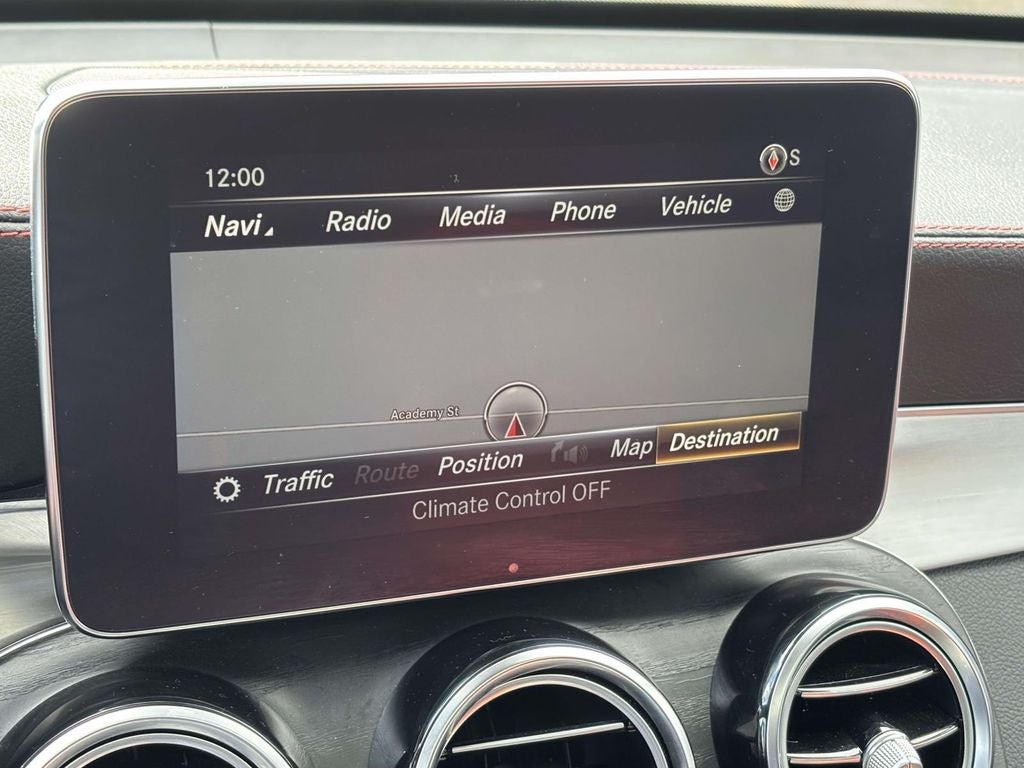 12:00 S
Navi Radio Media Phone Vehicle
Academy St
Traffic Route Position Map Destination
Climate Control OFF